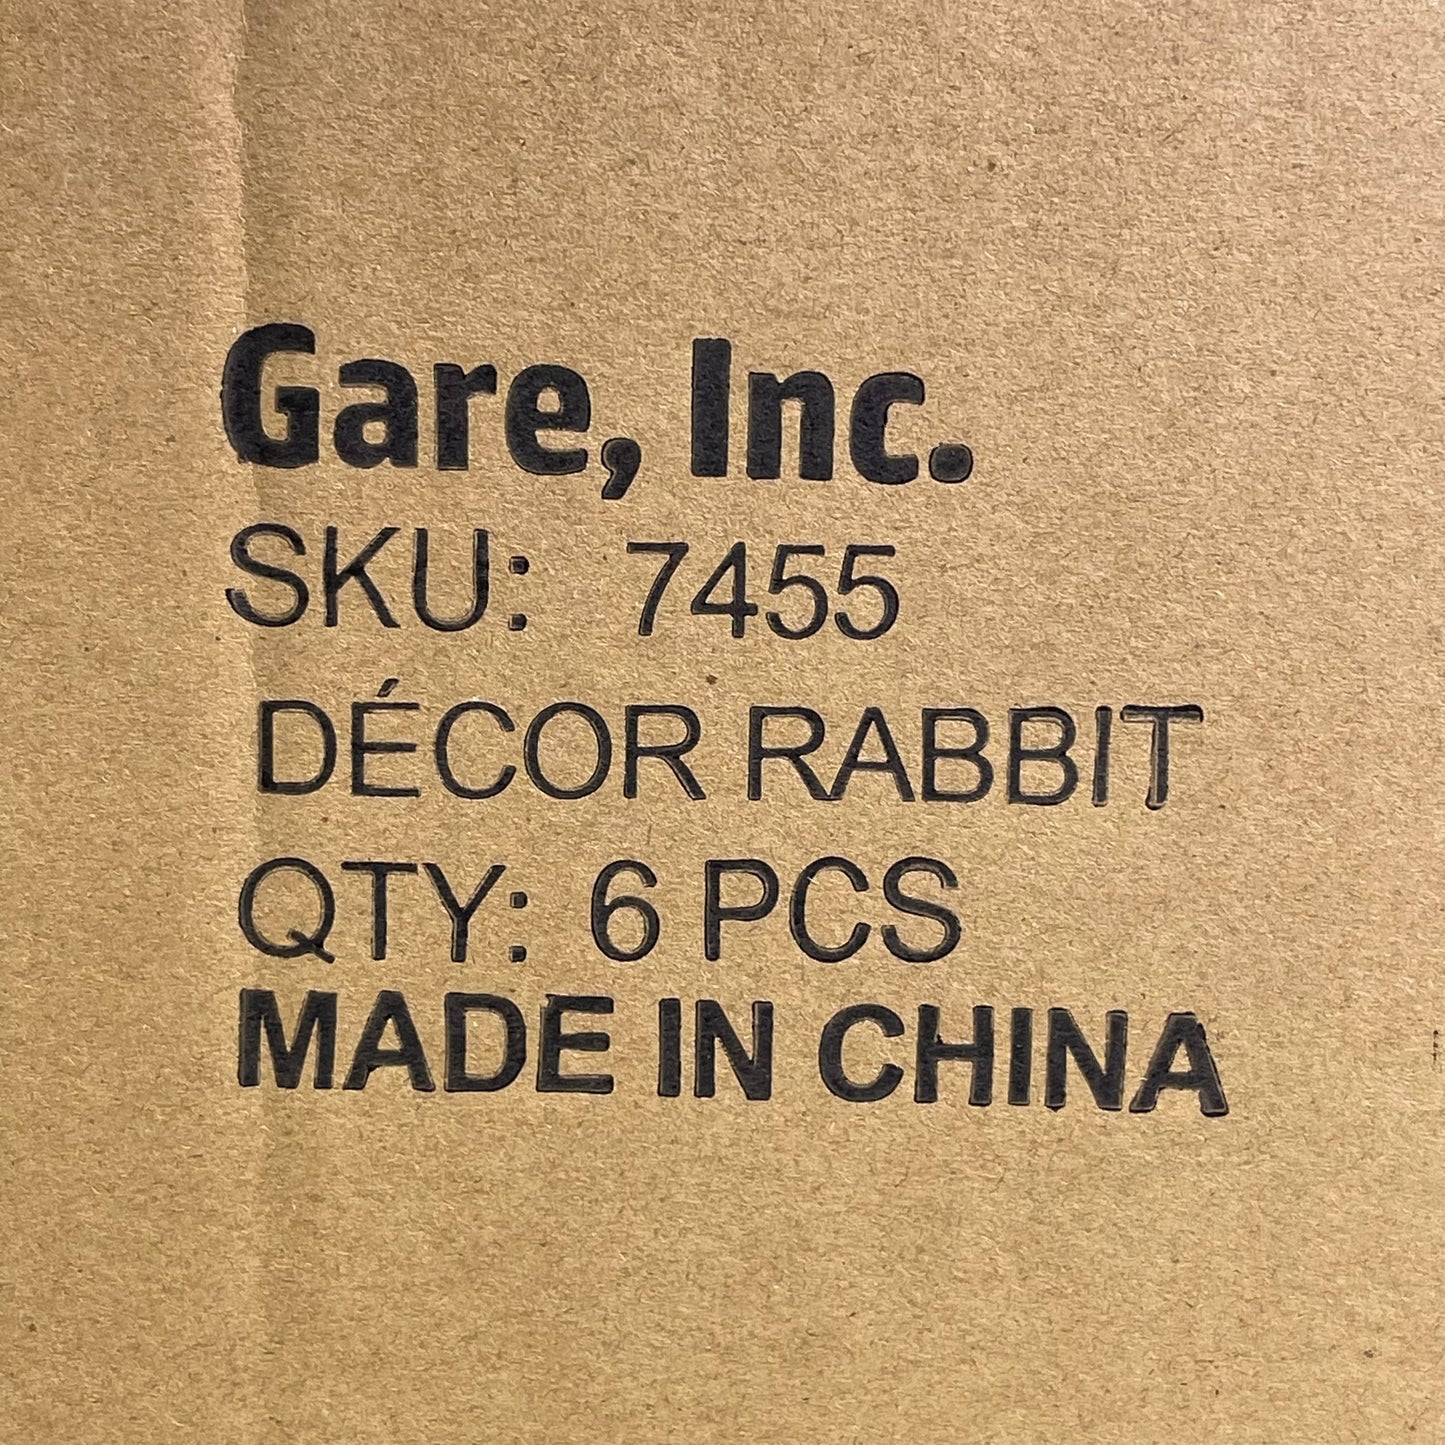 Gare, Inc.
SKU: 7455
DÉCOR RABBIT
QTY: 6 PCS
MADE IN CHINA